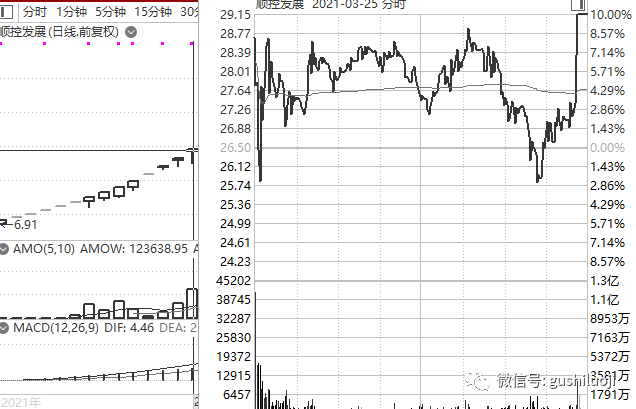 分时 1分钟 5分钟 15分钟 30分
顺控发展(日线.前复权)
6.91
AMO(5,10) AMOW: 123638.95 A
MACD(12,26,9) DIF: 4.46 DEA: 2
2021年
2
顺控发展 2021-03-25 分时
29.15 10.00%
28.77 8.57%
28.39 7.14%
28.01 5.71%
27.64 4.29%
27.26 2.86%
26.88 1.43%
26.50 0.00%
26.12 1.43%
25.74 2.86%
25.36 4.29%
24.99 5.71%
24.61 7.14%
24.23 8.57%
45202 1.3亿
38745 1.1亿
32287 8953万
25830 7163万
19372 5372万
12915 3581万
6457 1791万
微信号: gushiluoji